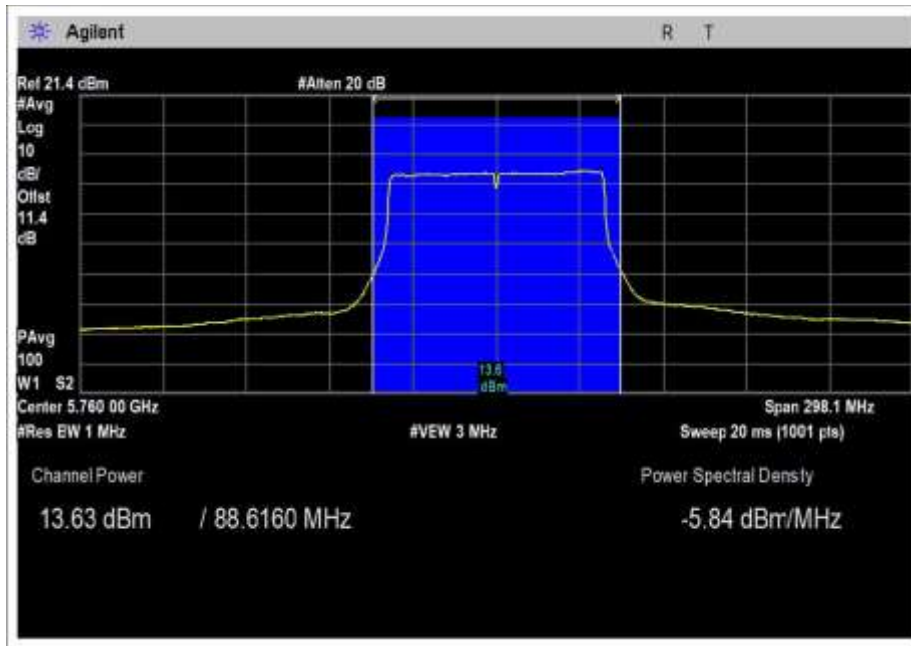 Agilent R T
Ref 21.4 dBm #Atten 20 dB
#Avg
Log
10
dB/
Offst
11.4
dB
PAvg
100
W1 S2
13.6
dBm
Center 5.760 00 GHz Span 298.1 MHz
#Res BW 1 MHz #VBW 3 MHz Sweep 20 ms (1001 pts)
Channel Power Power Spectral Density
13.63 dBm / 88.6160 MHz -5.84 dBm/MHz